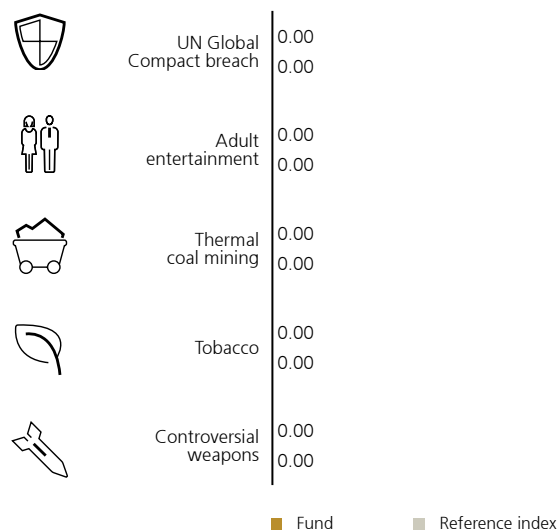 UN Global
Compact breach
0.00
0.00
Adult
entertainment
0.00
0.00
Thermal
coal mining
0.00
0.00
Tobacco
0.00
0.00
Controversial
weapons
0.00
0.00
Fund
Reference index